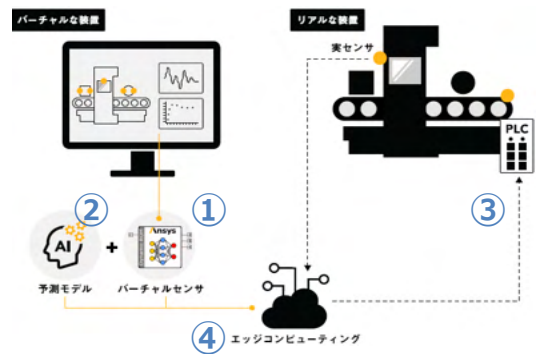 バーチャルな装置
リアルな装置
実センサ
PLC
②
①
③
Ansys
AI
+
予測モデル
バーチャルセンサ
④
エッジコンピューティング